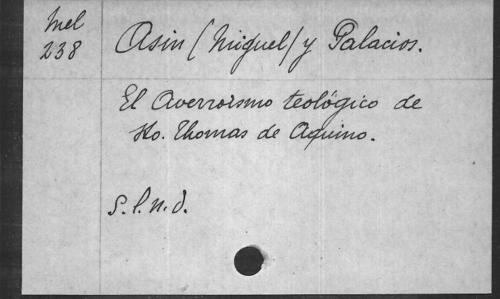 Mel
238
Asin (Miguel) y Palacios.
El Averroismo teológico de
Sto. Thomas de Aquino.
S. l. n. d.